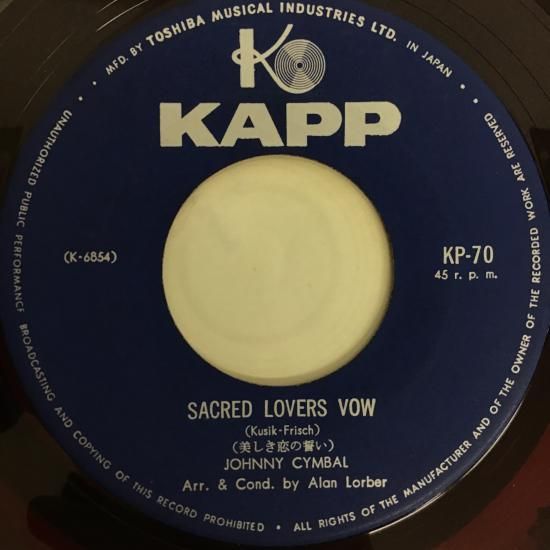 MFD. BY TOSHIBA MUSICAL INDUSTRIES LTD. IN JAPAN
K
KAPP
(K-6854)
KP-70
45 r. p. m.
SACRED LOVERS VOW
(Kusik-Frisch)
(美しき恋の誓い)
JOHNNY CYMBAL
Arr. & Cond. by Alan Lorber
UNAUTHORIZED PUBLIC PERFORMANCE BROADCASTING AND COPYING OF THIS RECORD PROHIBITED • ALL RIGHTS OF THE MANUFACTURER AND OF THE OWNER OF THE RECORDED WORK ARE RESERVED